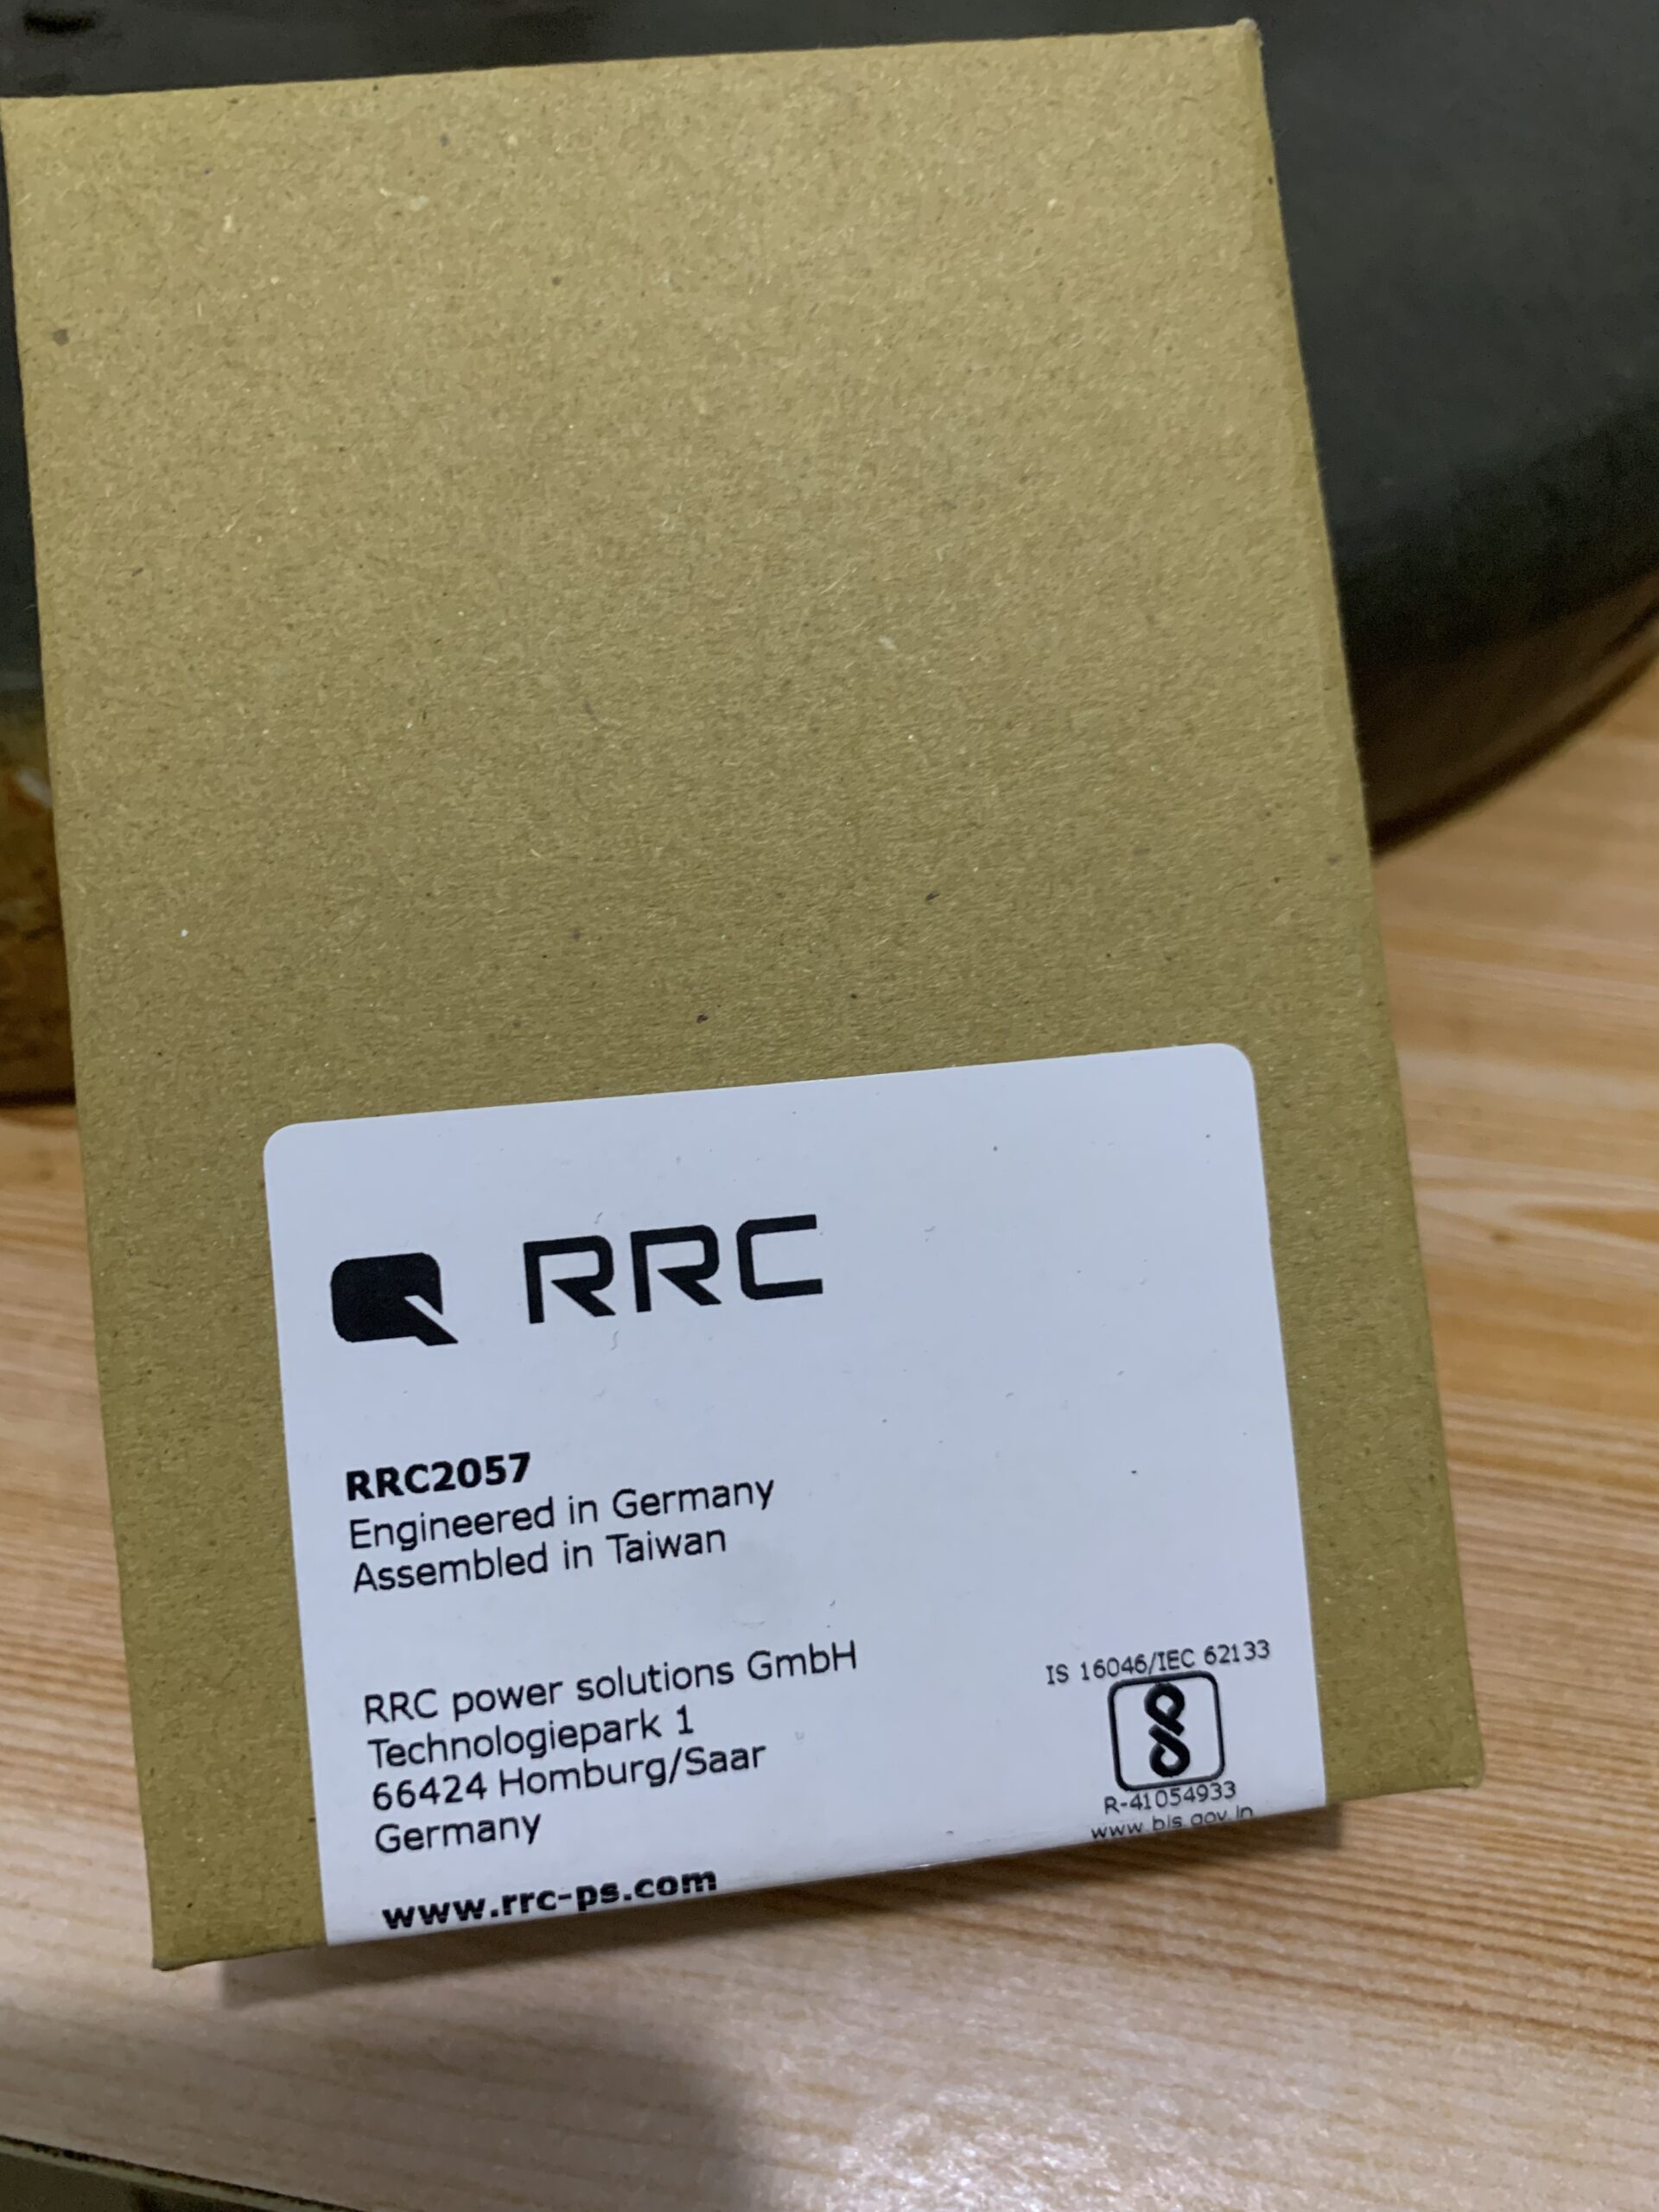 RRC
RRC2057
Engineered in Germany
Assembled in Taiwan
RRC power solutions GmbH
Technologiepark 1
66424 Homburg/Saar
Germany
www.rrc-ps.com
IS 16046/IEC 62133
R-41054933
www.bis.gov.in